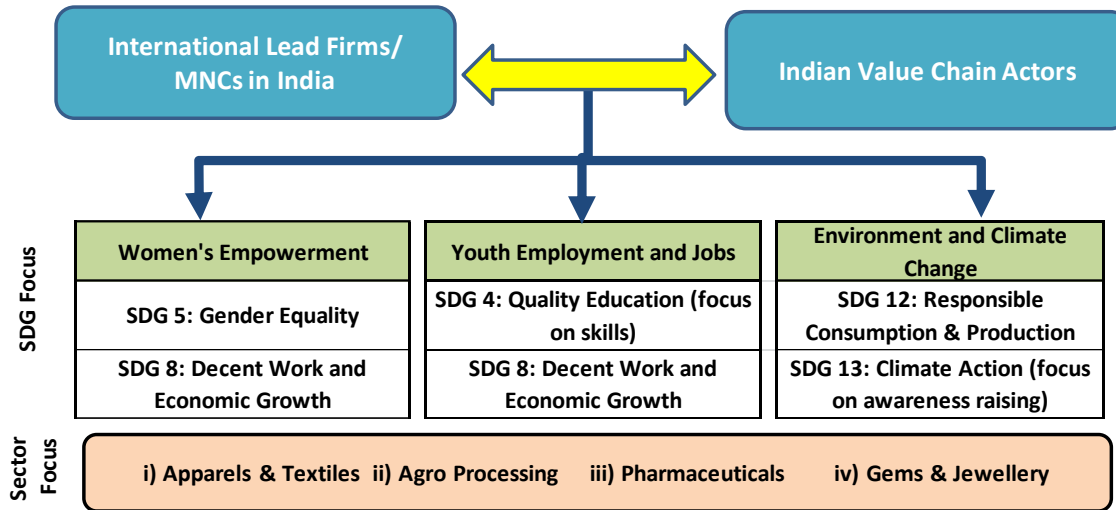 International Lead Firms/
MNCs in India
Indian Value Chain Actors
SDG Focus
Women's Empowerment
SDG 5: Gender Equality
SDG 8: Decent Work and
Economic Growth
Youth Employment and Jobs
SDG 4: Quality Education (focus
on skills)
SDG 8: Decent Work and
Economic Growth
Environment and Climate
Change
SDG 12: Responsible
Consumption & Production
SDG 13: Climate Action (focus
on awareness raising)
Sector
Focus
i) Apparels & Textiles ii) Agro Processing iii) Pharmaceuticals iv) Gems & Jewellery